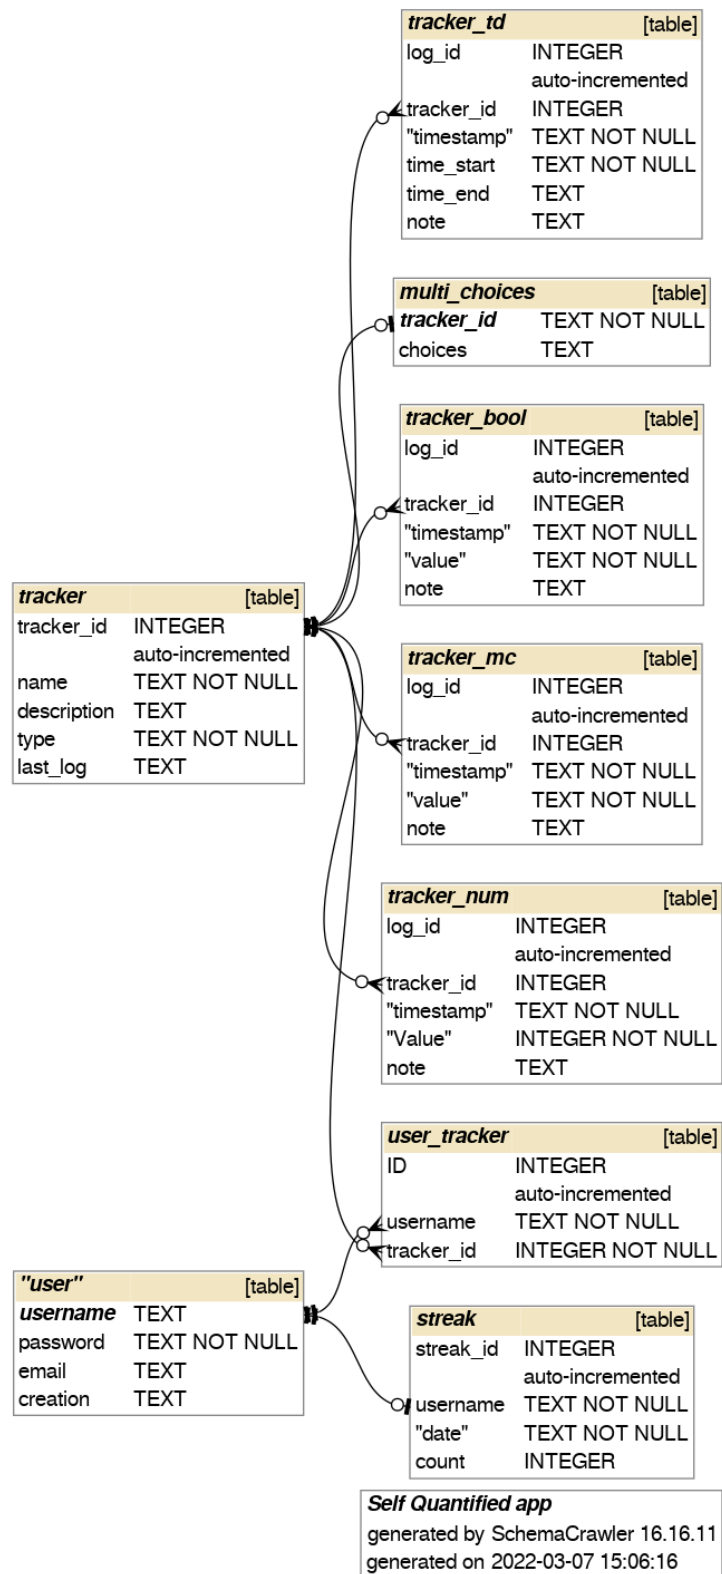 tracker_td [table]
log_id INTEGER
auto-incremented
tracker_id INTEGER
"timestamp" TEXT NOT NULL
time_start TEXT NOT NULL
time_end TEXT
note TEXT
multi_choices [table]
tracker_id TEXT NOT NULL
choices TEXT
tracker_bool [table]
log_id INTEGER
auto-incremented
tracker_id INTEGER
"timestamp" TEXT NOT NULL
"value" TEXT NOT NULL
note TEXT
tracker [table]
tracker_id INTEGER
auto-incremented
name TEXT NOT NULL
description TEXT
type TEXT NOT NULL
last_log TEXT
tracker_mc [table]
log_id INTEGER
auto-incremented
tracker_id INTEGER
"timestamp" TEXT NOT NULL
"value" TEXT NOT NULL
note TEXT
tracker_num [table]
log_id INTEGER
auto-incremented
tracker_id INTEGER
"timestamp" TEXT NOT NULL
"Value" INTEGER NOT NULL
note TEXT
user_tracker [table]
ID INTEGER
auto-incremented
username TEXT NOT NULL
tracker_id INTEGER NOT NULL
"user" [table]
username TEXT
password TEXT NOT NULL
email TEXT
creation TEXT
streak [table]
streak_id INTEGER
auto-incremented
username TEXT NOT NULL
"date" TEXT NOT NULL
count INTEGER
Self Quantified app
generated by SchemaCrawler 16.16.11
generated on 2022-03-07 15:06:16